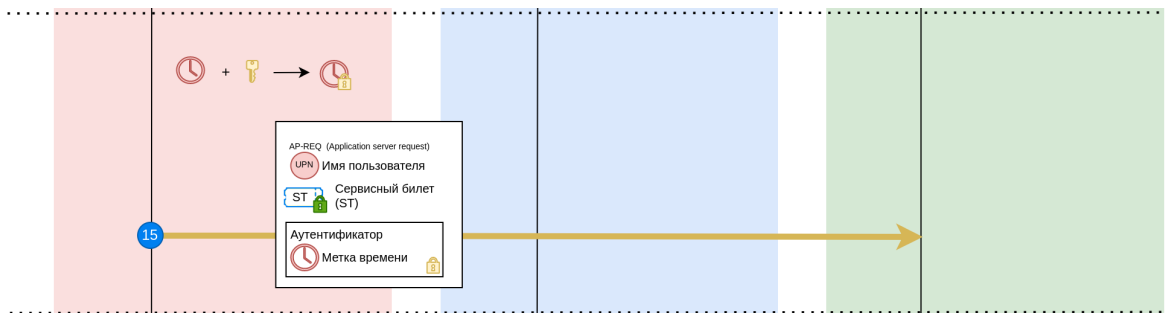 +
AP-REQ (Application server request)
UPN Имя пользователя
ST Сервисный билет
(ST)
15
Аутентификатор
Метка времени